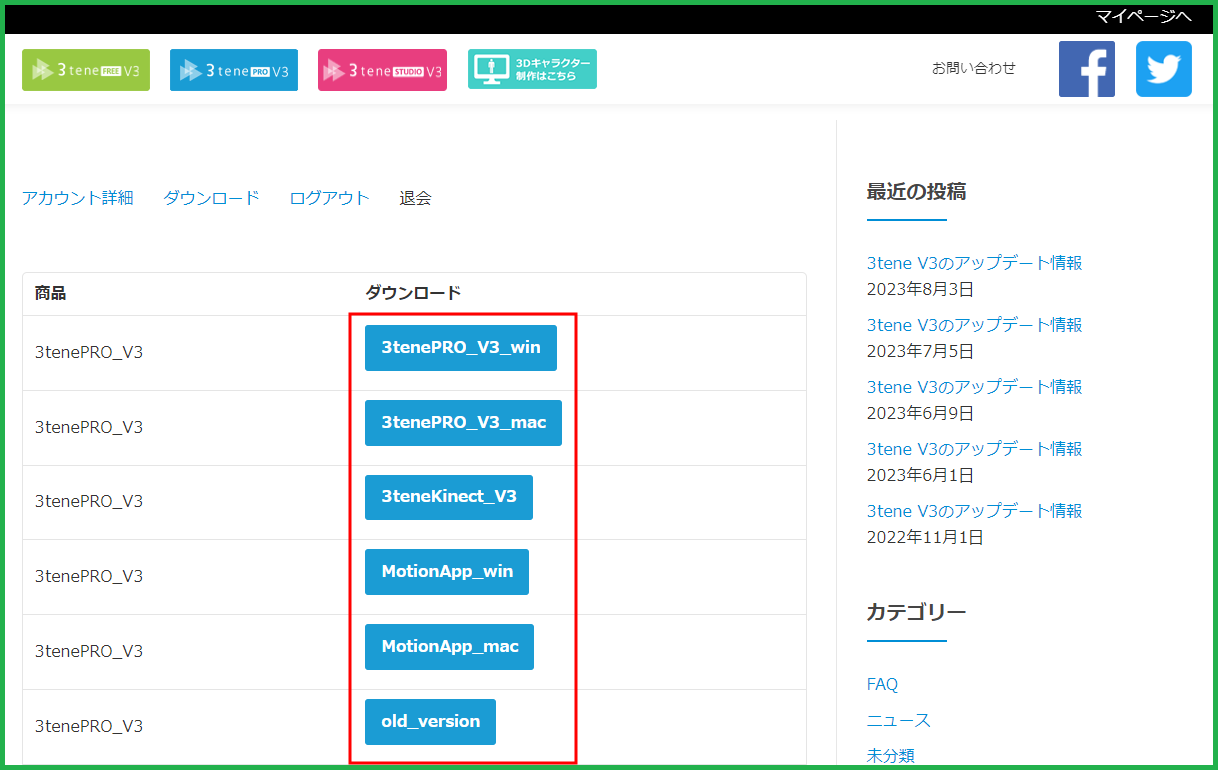 マイページへ
3tene FREE V3
3tene PRO V3
3tene STUDIO V3
3Dキャラクター
制作はこちら
お問い合わせ
アカウント詳細 ダウンロード ログアウト 退会
商品 ダウンロード
3tenePRO_V3 3tenePRO_V3_win
3tenePRO_V3 3tenePRO_V3_mac
3tenePRO_V3 3teneKinect_V3
3tenePRO_V3 MotionApp_win
3tenePRO_V3 MotionApp_mac
3tenePRO_V3 old_version
最近の投稿
3tene V3のアップデート情報
2023年8月3日
3tene V3のアップデート情報
2023年7月5日
3tene V3のアップデート情報
2023年6月9日
3tene V3のアップデート情報
2023年6月1日
3tene V3のアップデート情報
2022年11月1日
カテゴリー
FAQ
ニュース
未分類